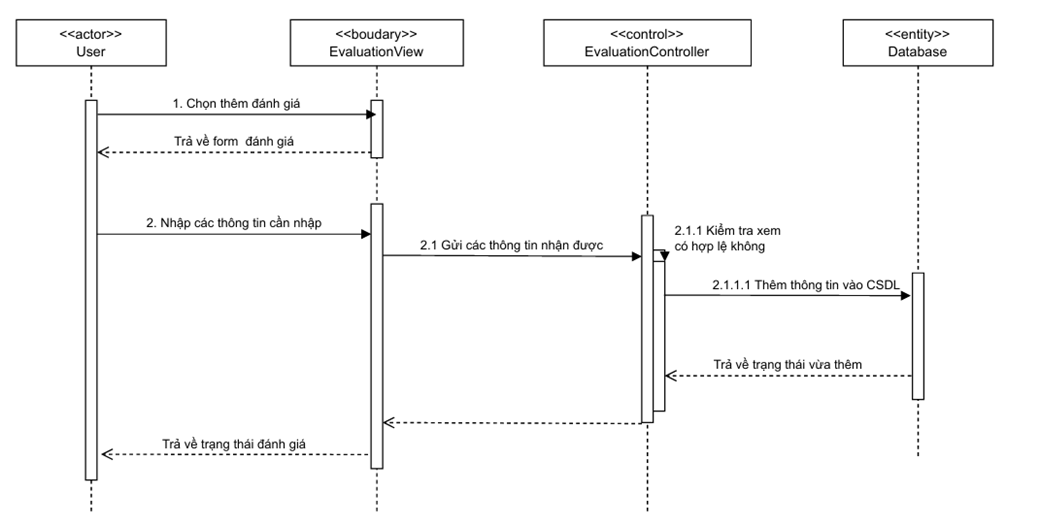 <<actor>>
User
<<boudary>>
EvaluationView
<<control>>
EvaluationController
<<entity>>
Database
1. Chọn thêm đánh giá
Trả về form đánh giá
2. Nhập các thông tin cần nhập
2.1 Gửi các thông tin nhận được
2.1.1 Kiểm tra xem
có hợp lệ không
2.1.1.1 Thêm thông tin vào CSDL
Trả về trạng thái vừa thêm
Trả về trạng thái đánh giá